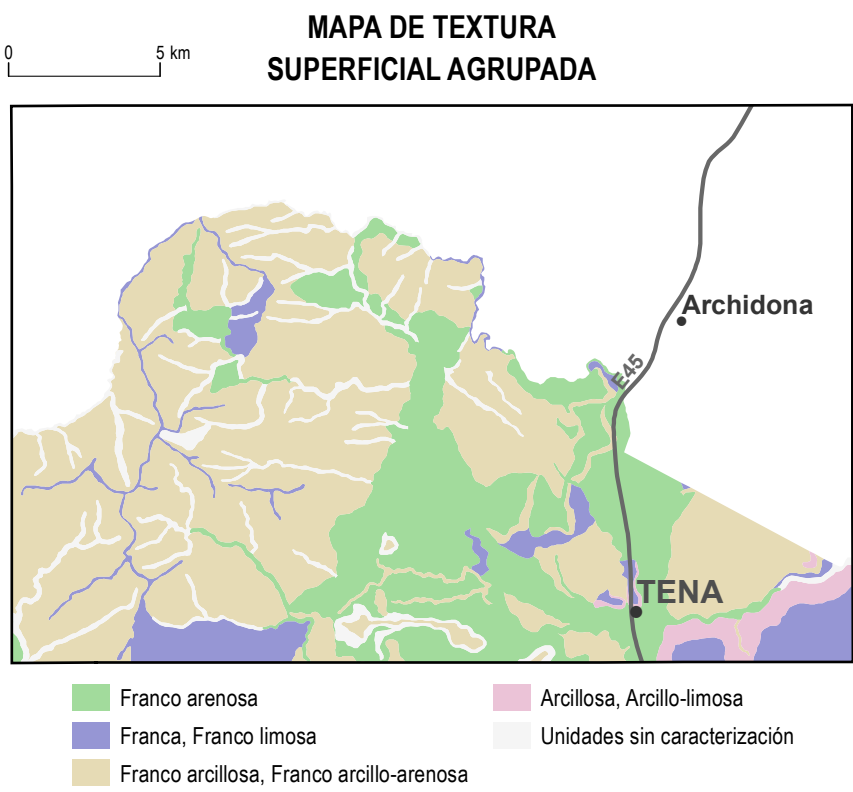 MAPA DE TEXTURA
SUPERFICIAL AGRUPADA
0 5 km
Archidona
E45
TENA
Franco arenosa
Franca, Franco limosa
Franco arcillosa, Franco arcillo-arenosa
Arcillosa, Arcillo-limosa
Unidades sin caracterización